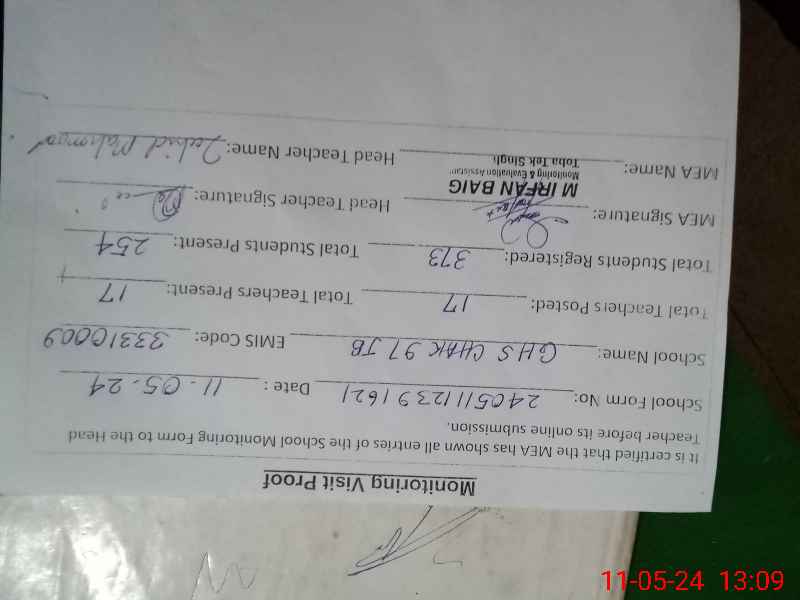 Monitoring Visit Proof
It is certified that the MEA has shown all entries of the School Monitoring Form to the Head
Teacher before its online submission.
School Form No: 2405111239 1621 Date : 11-05-24
School Name: GHS CHAK 97 JB EMIS Code: 33310009
Total Teachers Posted: 17 Total Teachers Present: 17
Total Students Registered: 373 Total Students Present: 254
MEA Signature: Head Teacher Signature:
M IRFAN BAIG
Monitoring & Evaluation Assistant
Toba Tek Singh
MEA Name: Head Teacher Name: Zahid Mahmood
11-05-24 13:09